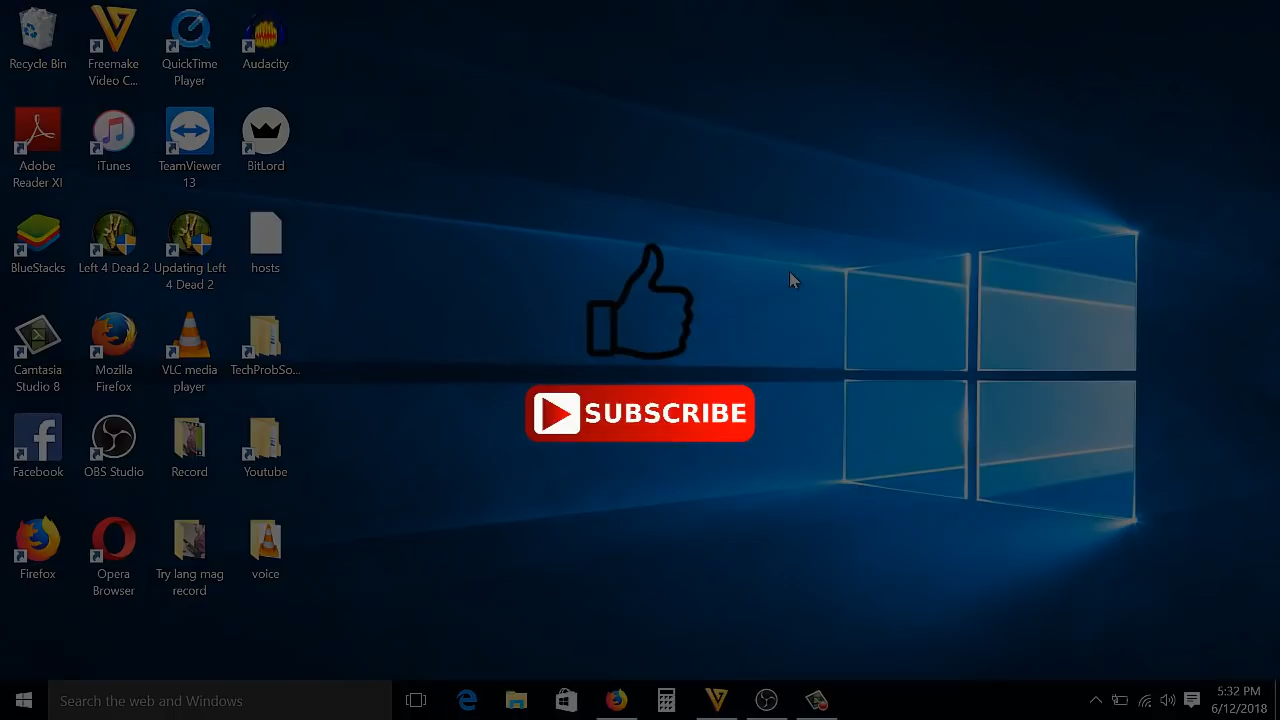 Recycle Bin
Freemake
Video C...
QuickTime
Player
Audacity
Adobe
Reader XI
iTunes
TeamViewer
13
BitLord
BlueStacks
Left 4 Dead 2
Updating Left
4 Dead 2
hosts
Camtasia
Studio 8
Mozilla
Firefox
VLC media
player
TechProbSo...
Facebook
OBS Studio
Record
Youtube
Firefox
Opera
Browser
Try lang mag
record
voice
SUBSCRIBE
Search the web and Windows
5:32 PM
6/12/2018